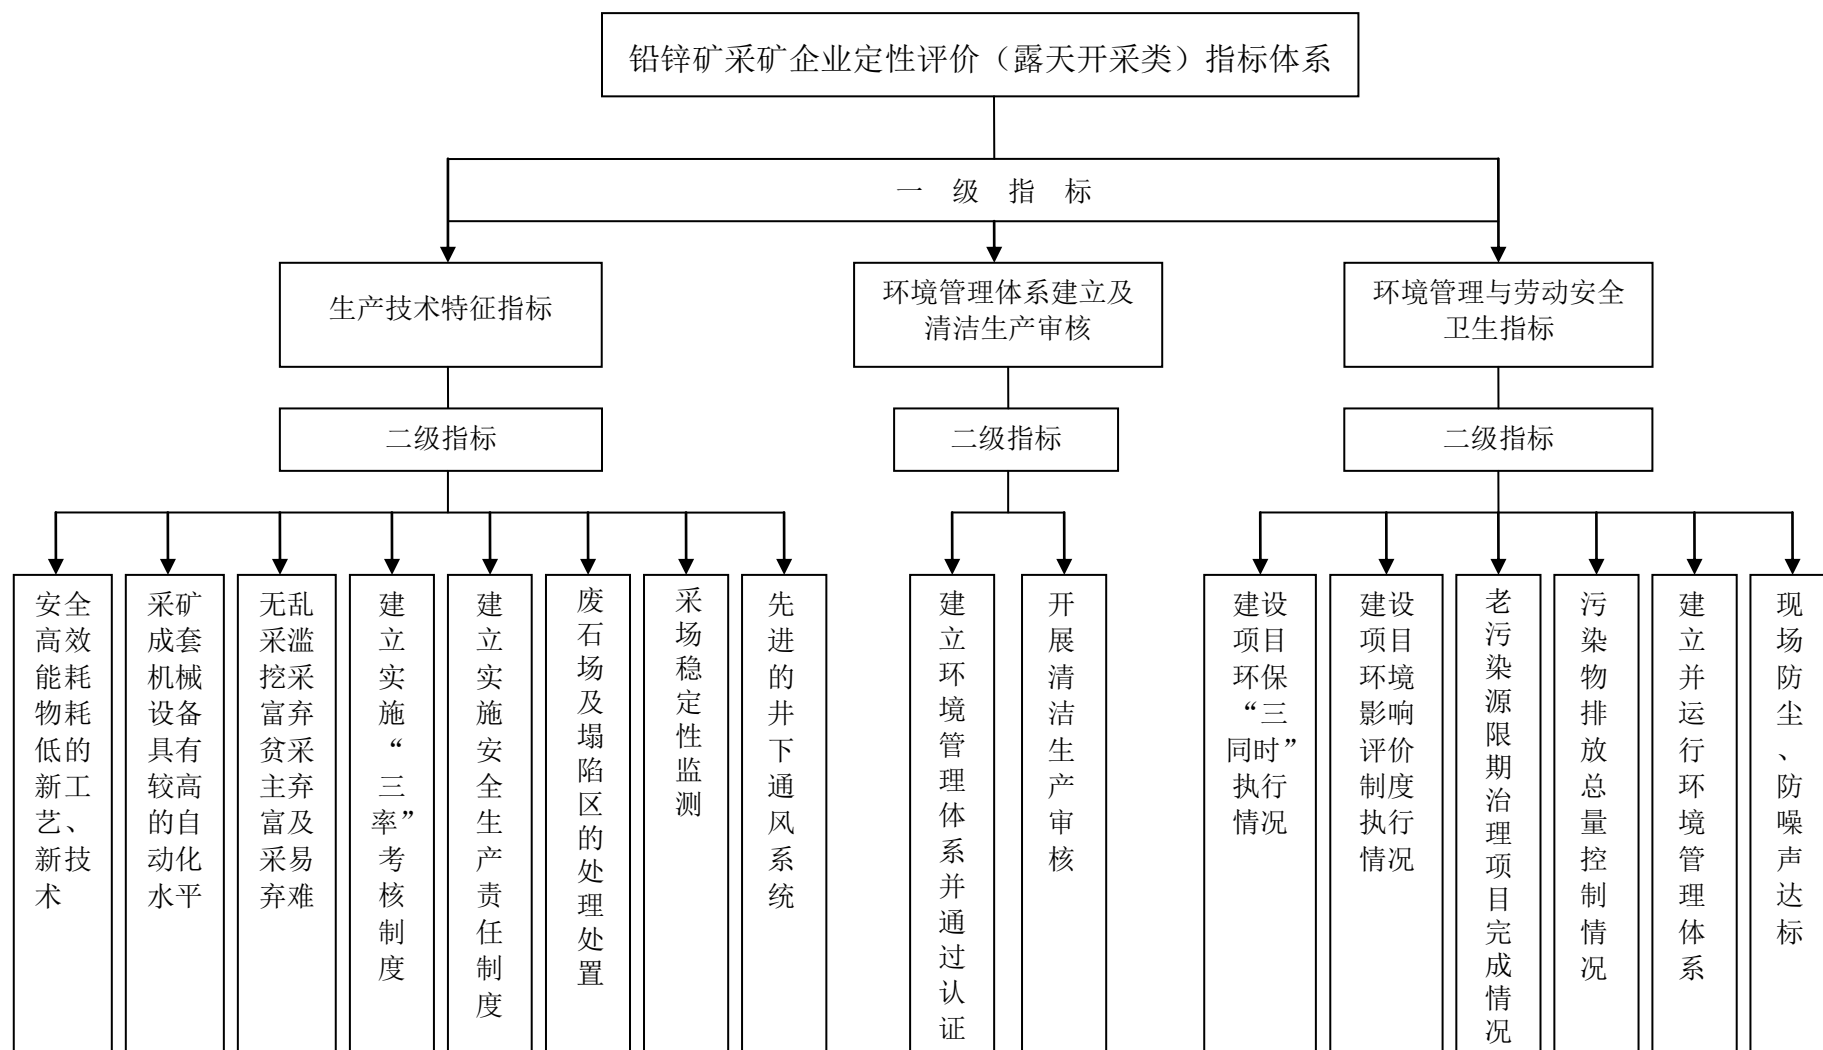 铅锌矿采矿企业定性评价（露天开采类）指标体系
一 级 指 标
生产技术特征指标
环境管理体系建立及
清洁生产审核
环境管理与劳动安全
卫生指标
二级指标
二级指标
二级指标
安全
高效
能耗
物耗
低的
新工
艺、
新技
术
采矿
成套
机械
设备
具有
较高
的自
动化
水平
无乱
采滥
挖采
富弃
贫采
主弃
富及
采易
弃难
建
立
实
施
“
三
率”
考
核
制
度
建
立
实
施
安
全
生
产
责
任
制
度
废
石
场
及
塌
陷
区
的
处
理
处
置
采
场
稳
定
性
监
测
先
进
的
井
下
通
风
系
统
建
立
环
境
管
理
体
系
并
通
过
认
证
开
展
清
洁
生
产
审
核
建设
项目
环保
“三
同时”
执行
情况
建设
项目
环境
影响
评价
制度
执行
情况
老
污
染
源
限
期
治
理
项
目
完
成
情
况
污
染
物
排
放
总
量
控
制
情
况
建
立
并
运
行
环
境
管
理
体
系
现
场
防
尘
、
防
噪
声
达
标